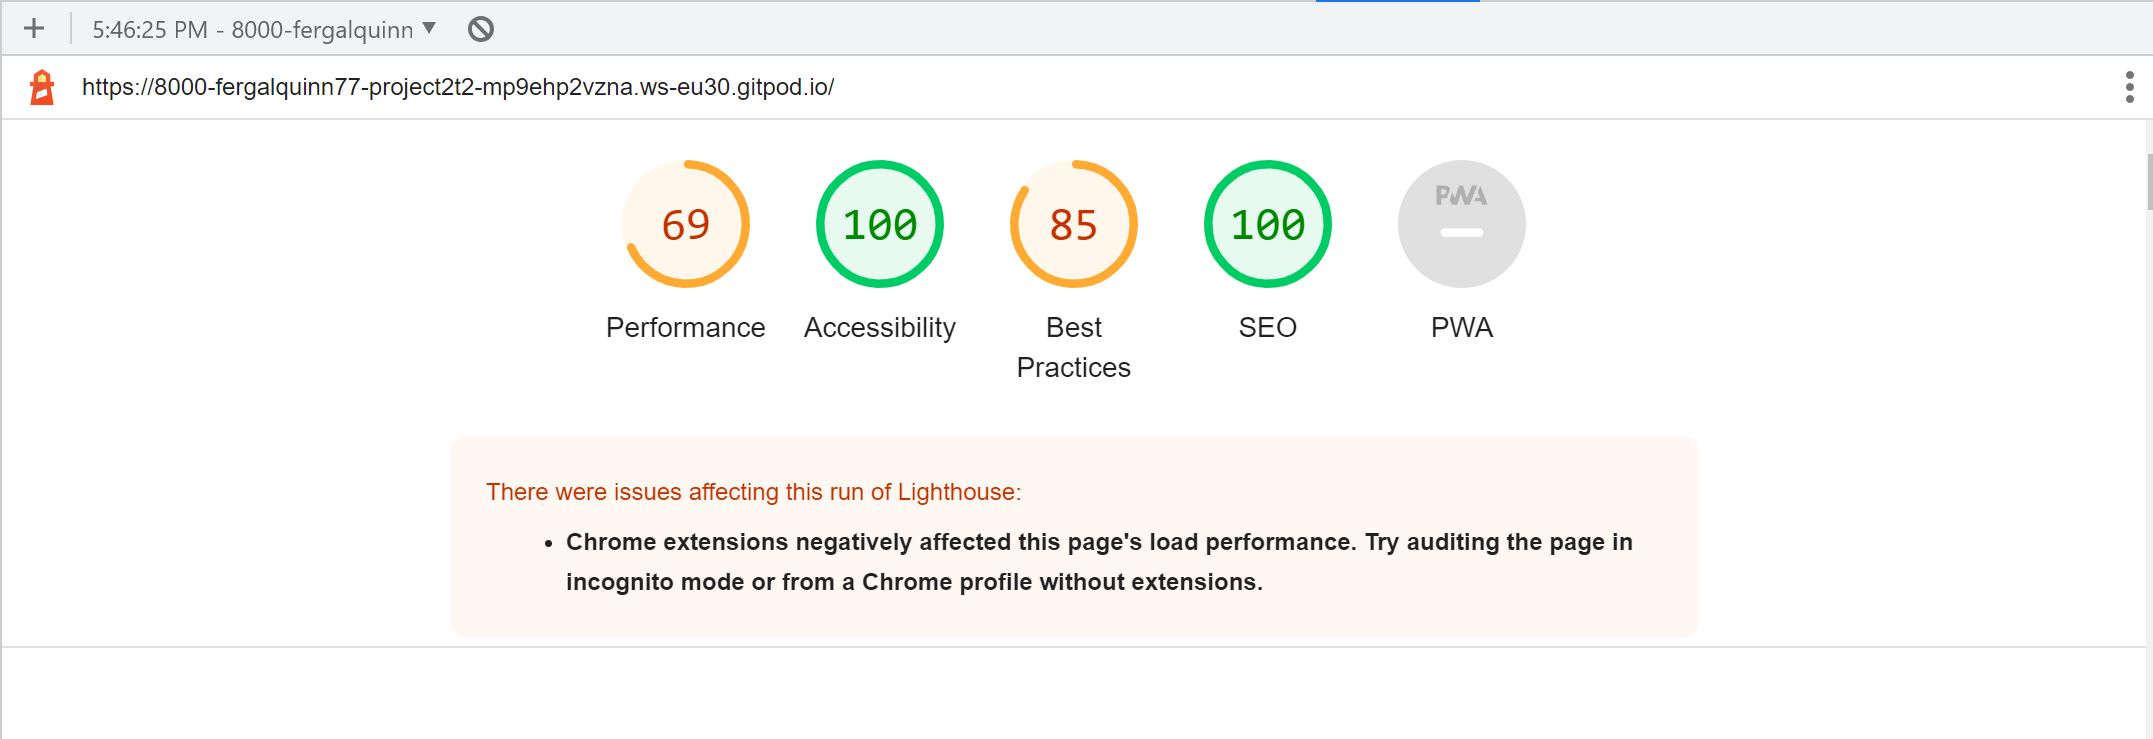 5:46:25 PM - 8000-fergalquinn
https://8000-fergalquinn77-project2t2-mp9ehp2vzna.ws-eu30.gitpod.io/
69 100 85 100 PWA
Performance Accessibility Best Practices SEO PWA
There were issues affecting this run of Lighthouse:
• Chrome extensions negatively affected this page's load performance. Try auditing the page in
incognito mode or from a Chrome profile without extensions.